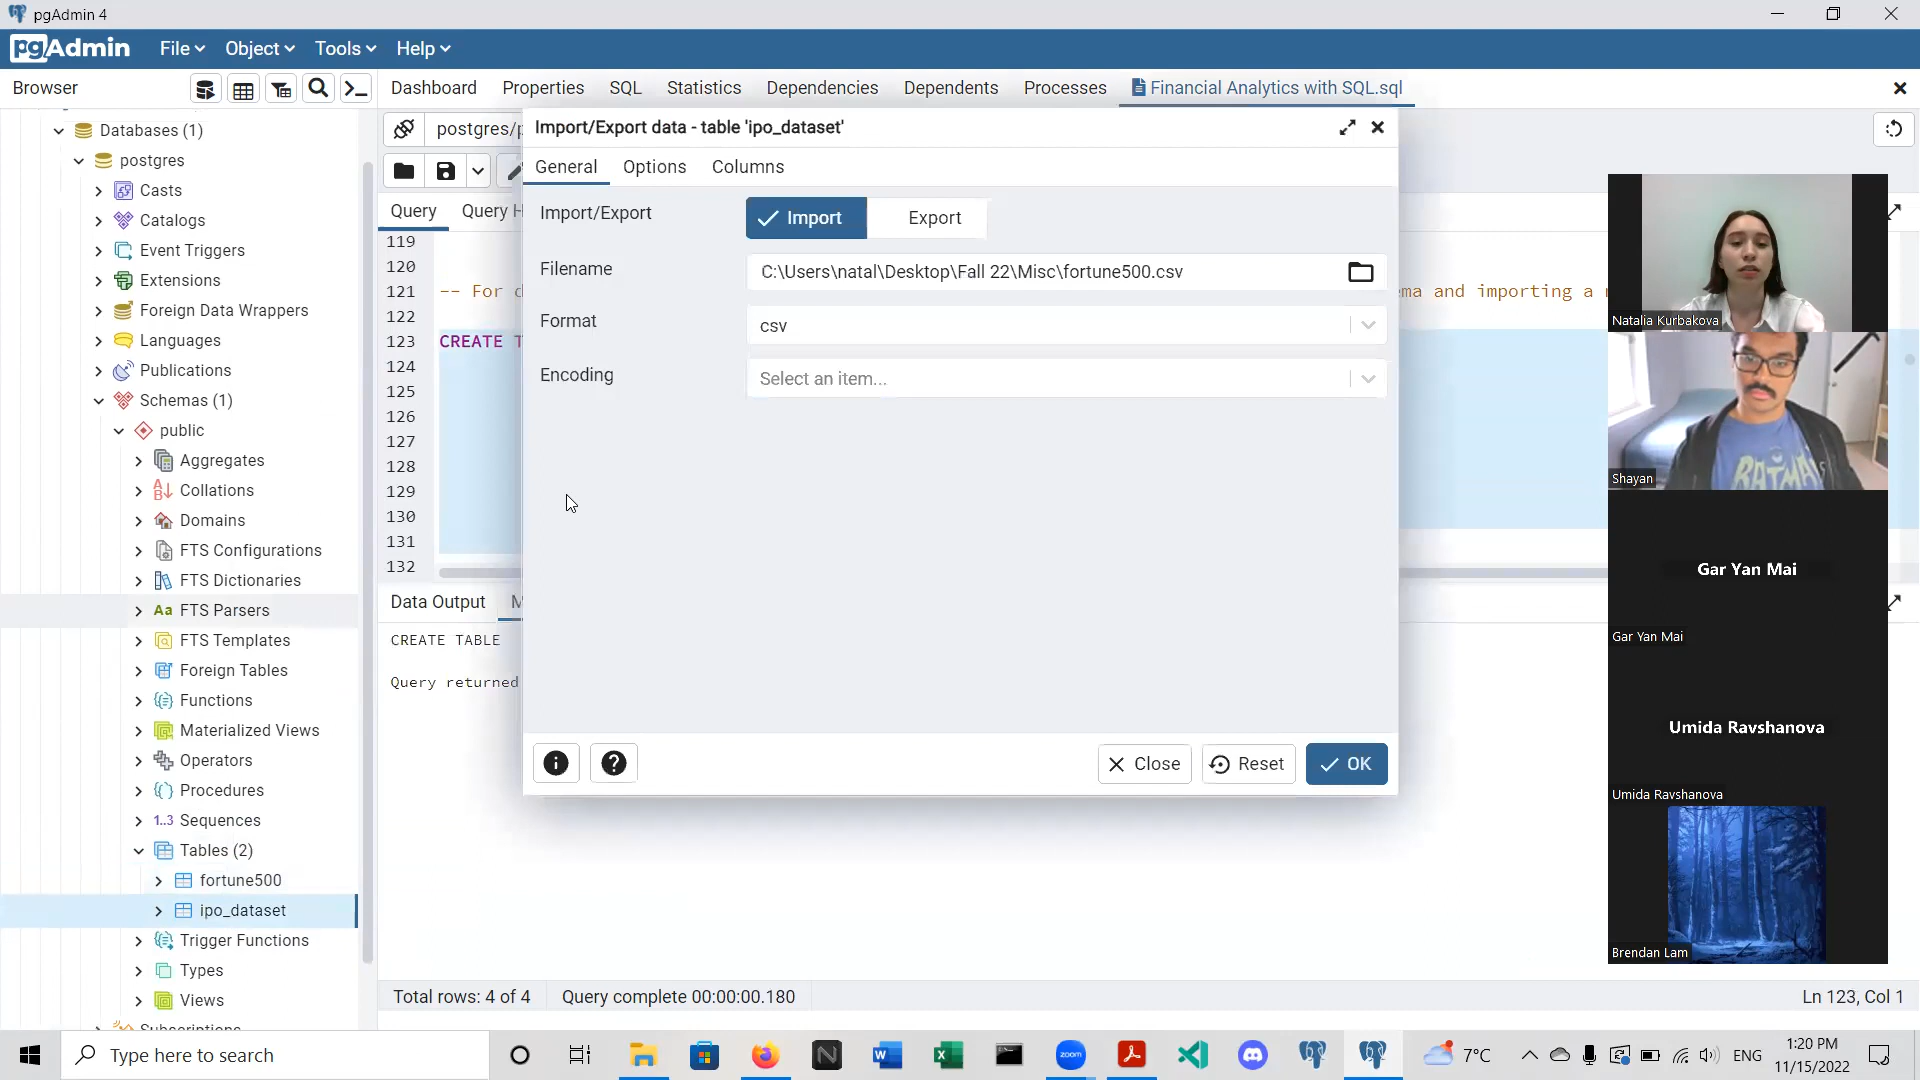 pgAdmin 4
pgAdmin File Object Tools Help
Browser
Dashboard Properties SQL Statistics Dependencies Dependents Processes Financial Analytics with SQL.sql
Databases (1)
postgres
Casts
Catalogs
Event Triggers
Extensions
Foreign Data Wrappers
Languages
Publications
Schemas (1)
public
Aggregates
Collations
Domains
FTS Configurations
FTS Dictionaries
Aa FTS Parsers
FTS Templates
Foreign Tables
Functions
Materialized Views
Operators
Procedures
1..3 Sequences
Tables (2)
fortune500
ipo_dataset
Trigger Functions
Types
Views
Subscriptions
postgres/p
Query Query H
119
120
121 -- For d
ma and importing a
122
123 CREATE T
124
125
126
127
128
129
130
131
132
Data Output M
CREATE TABLE
Query returned
Import/Export data - table 'ipo_dataset'
General Options Columns
Import/Export Import Export
Filename C:\Users\natal\Desktop\Fall 22\Misc\fortune500.csv
Format csv
Encoding Select an item...
Close Reset OK
Total rows: 4 of 4 Query complete 00:00:00.180 Ln 123, Col 1
Natalia Kurbakova
BATMA
Shayan
Gar Yan Mai
Gar Yan Mai
Umida Ravshanova
Umida Ravshanova
Brendan Lam
Type here to search
zoom
7°C
ENG
1:20 PM
11/15/2022